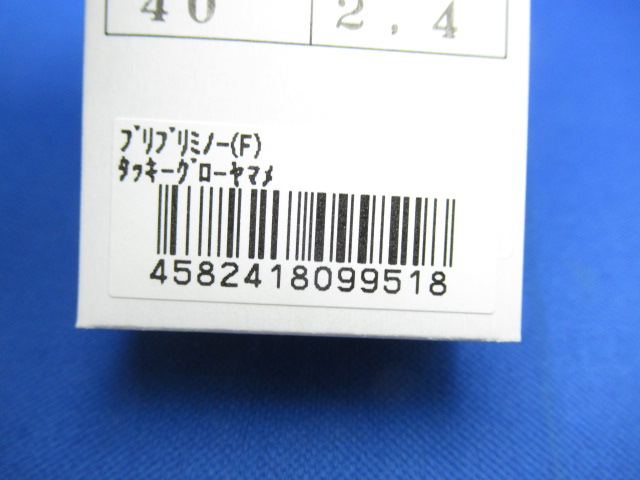 40 2.4
ﾌﾞﾘﾌﾞﾘﾐﾉｰ(F)
ﾀｯｷｰｸﾞﾛｰﾔﾏﾒ
4582418099518